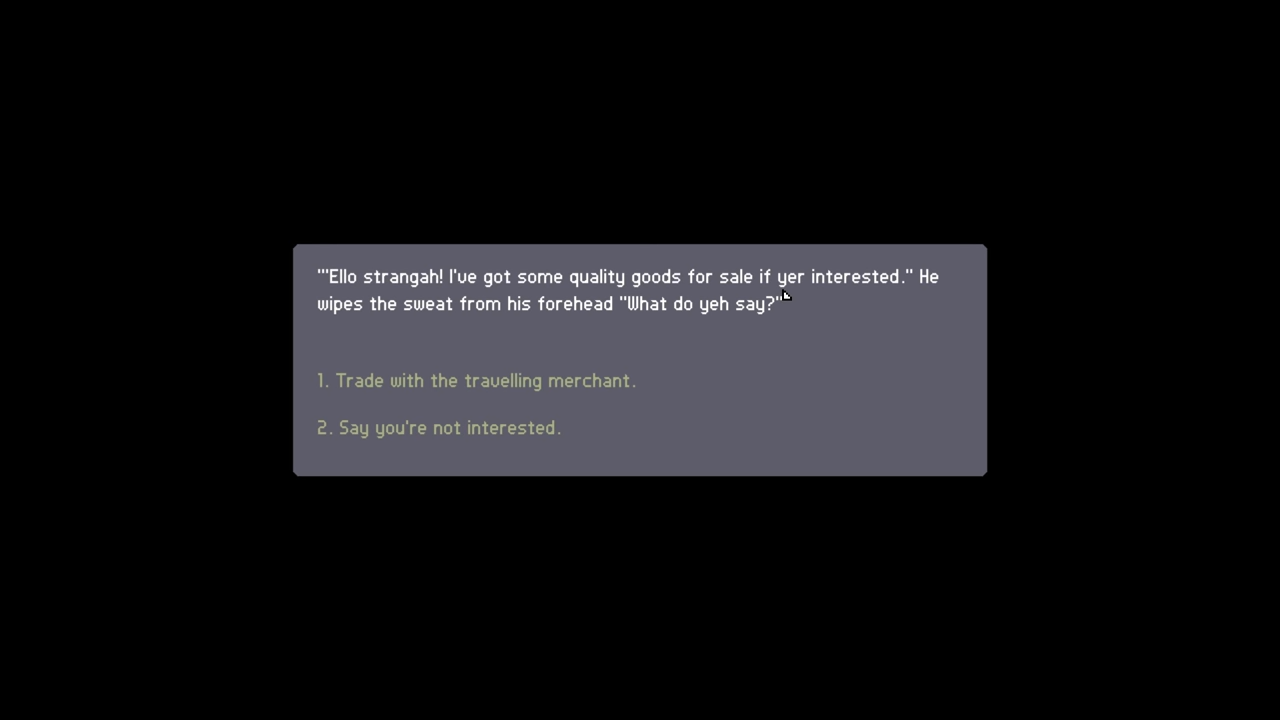 "'Ello strangah! I've got some quality goods for sale if yer interested." He
wipes the sweat from his forehead "What do yeh say?"
1. Trade with the travelling merchant.
2. Say you're not interested.